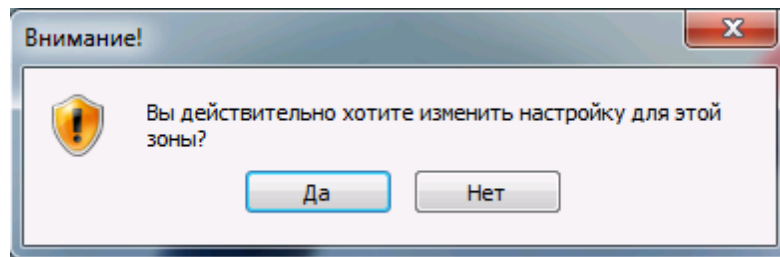 Внимание!
Вы действительно хотите изменить настройку для этой
зоны?
Да
Нет